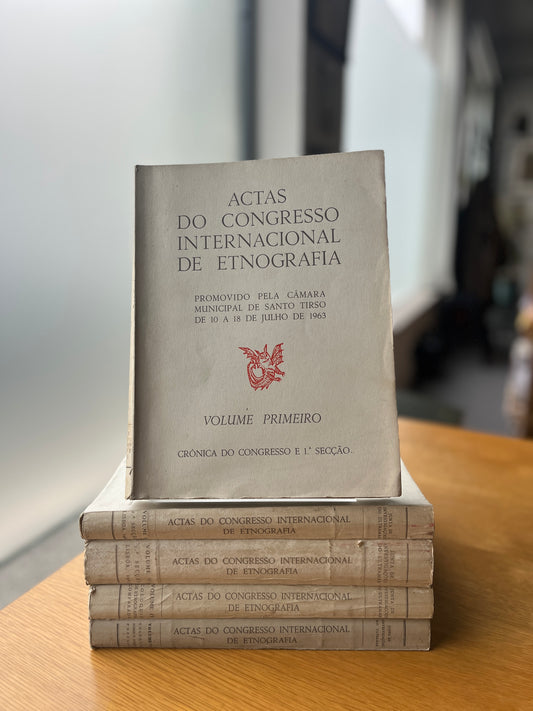 ACTAS
DO CONGRESSO
INTERNACIONAL
DE ETNOGRAFIA
PROMOVIDO PELA CÂMARA
MUNICIPAL DE SANTO TIRSO
DE 10 A 18 DE JULHO DE 1963
VOLUME PRIMEIRO
CRÓNICA DO CONGRESSO E 1.ª SECÇÃO
ACTAS DO CONGRESSO INTERNACIONAL
DE ETNOGRAFIA
ACTAS DO CONGRESSO INTERNACIONAL
DE ETNOGRAFIA
ACTAS DO CONGRESSO INTERNACIONAL
DE ETNOGRAFIA
ACTAS DO CONGRESSO INTERNACIONAL
DE ETNOGRAFIA